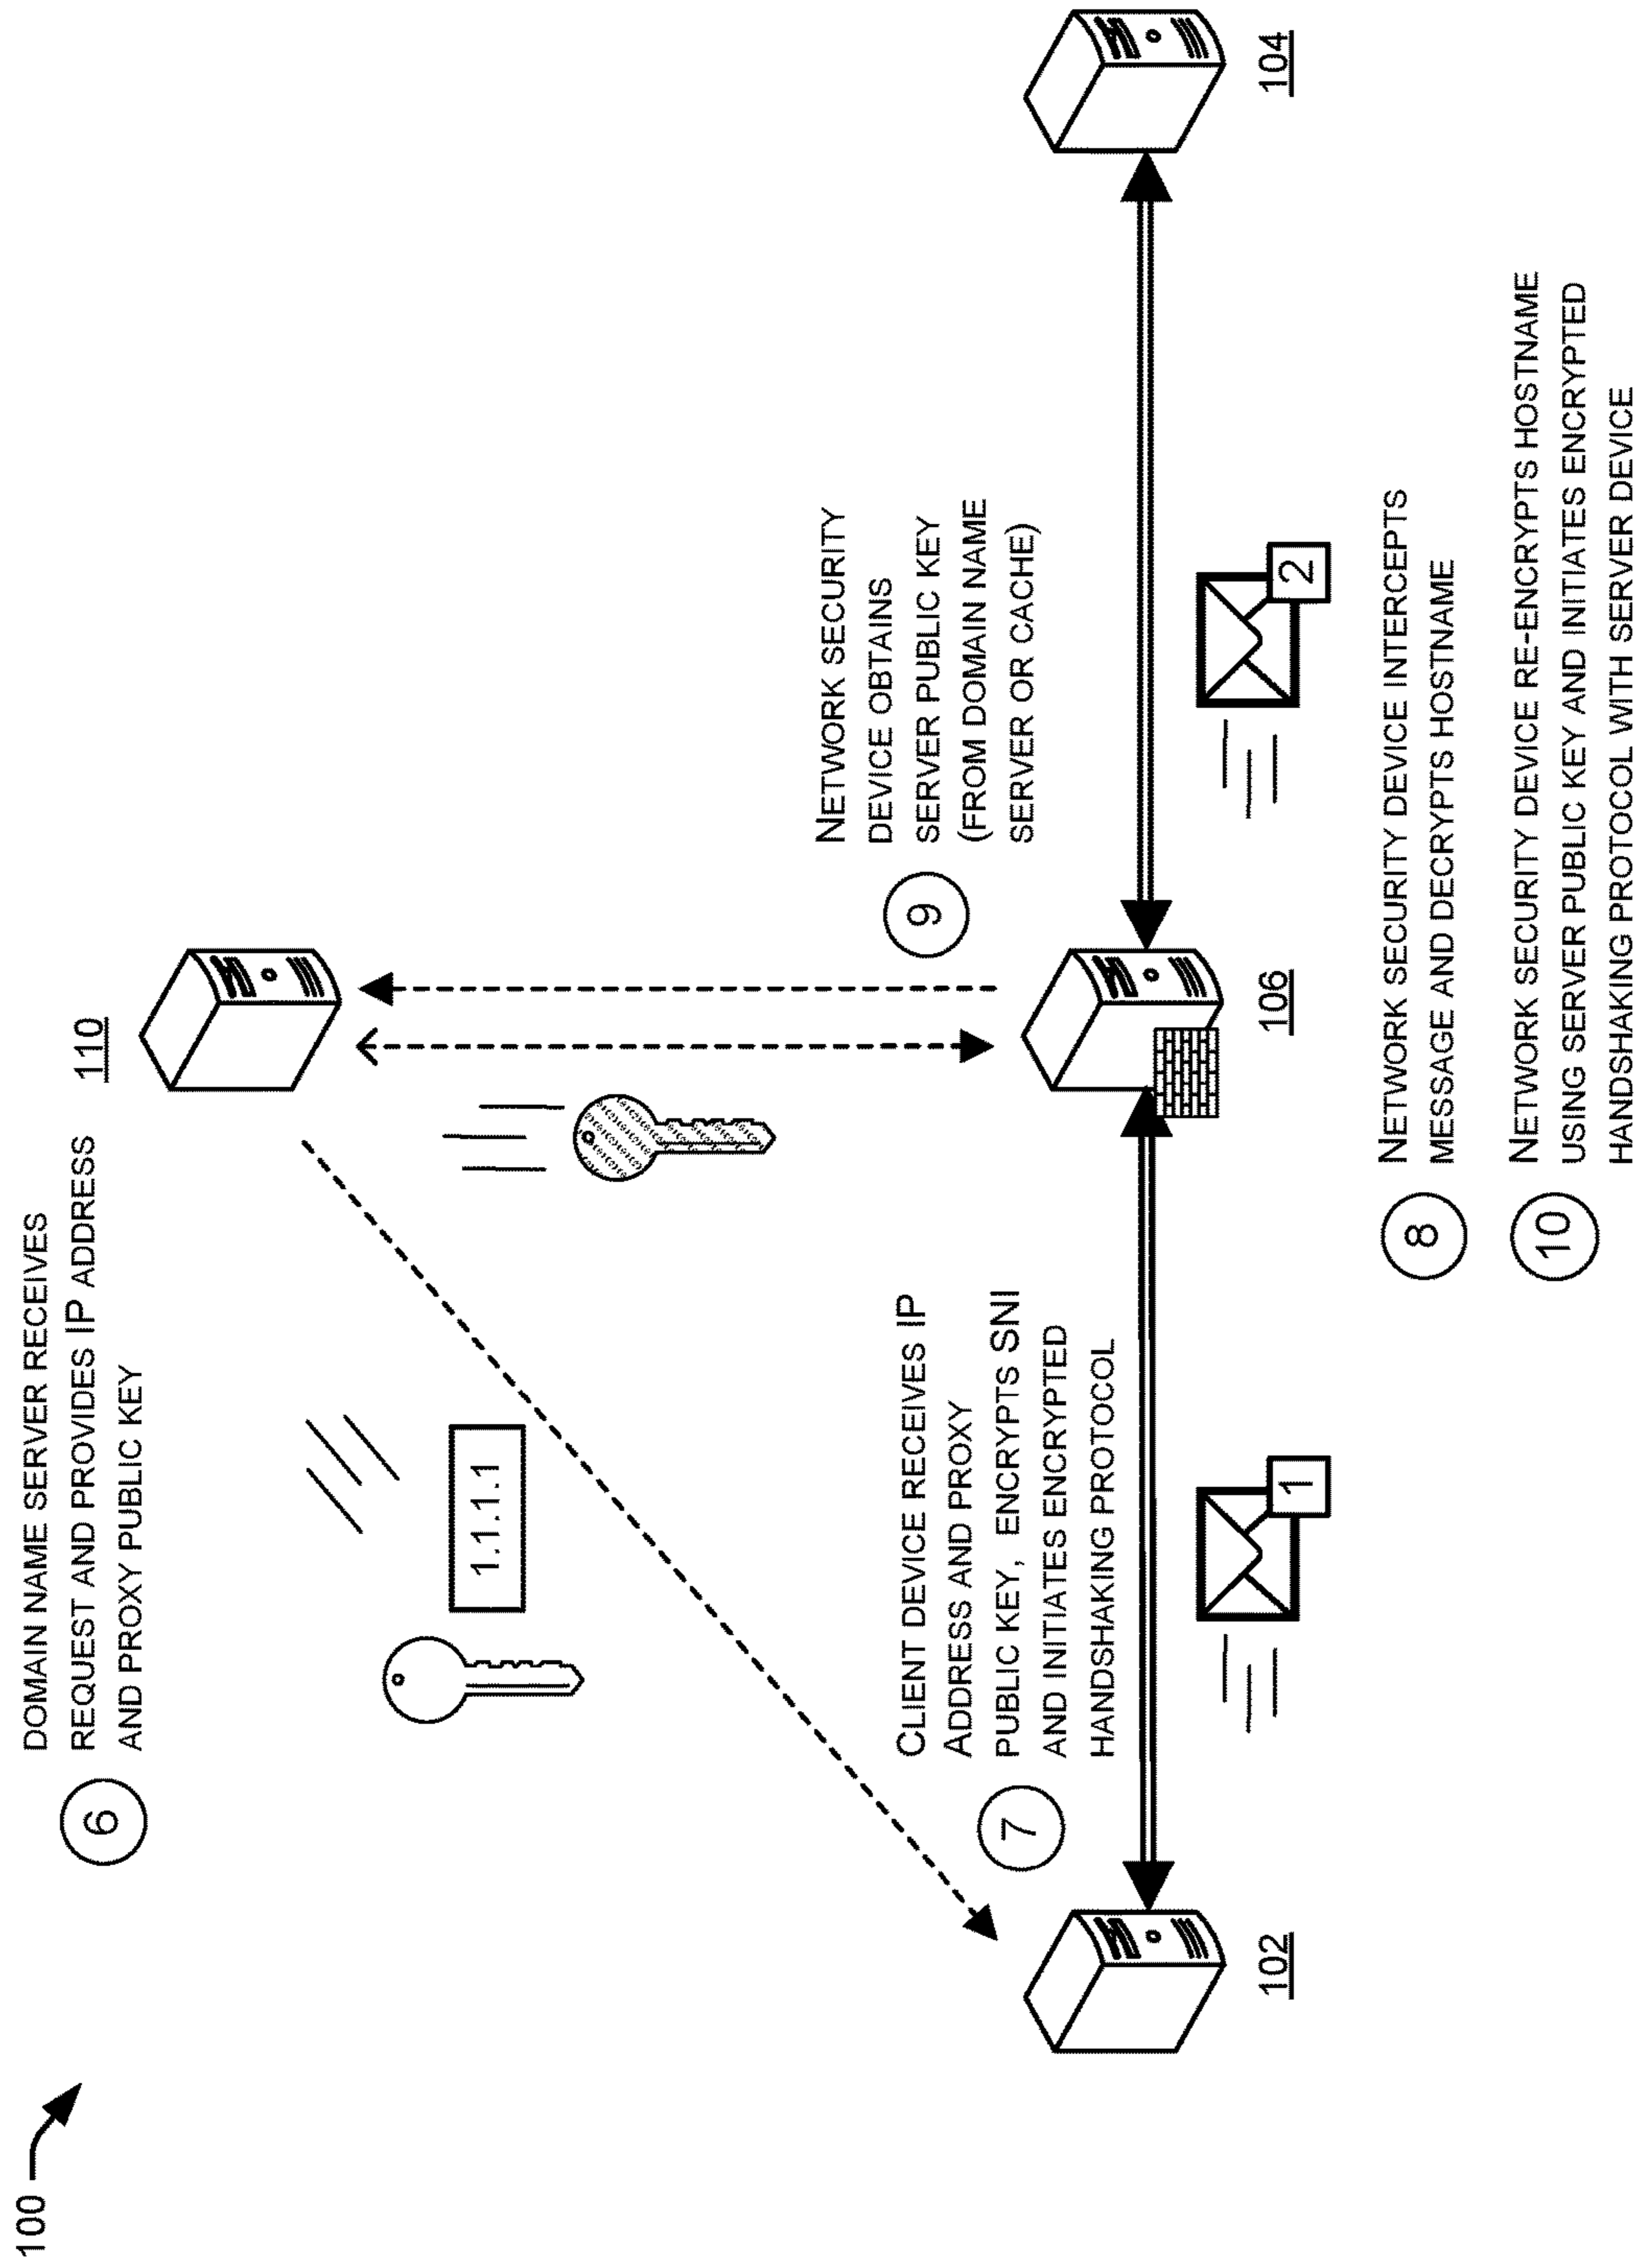 100
6
DOMAIN NAME SERVER RECEIVES
REQUEST AND PROVIDES IP ADDRESS
AND PROXY PUBLIC KEY
110
1.1.1.1
7
CLIENT DEVICE RECEIVES IP
ADDRESS AND PROXY
PUBLIC KEY, ENCRYPTS SNI
AND INITIATES ENCRYPTED
HANDSHAKING PROTOCOL
9
NETWORK SECURITY
DEVICE OBTAINS
SERVER PUBLIC KEY
(FROM DOMAIN NAME
SERVER OR CACHE)
102
1
106
2
104
8
NETWORK SECURITY DEVICE INTERCEPTS
MESSAGE AND DECRYPTS HOSTNAME
10
NETWORK SECURITY DEVICE RE-ENCRYPTS HOSTNAME
USING SERVER PUBLIC KEY AND INITIATES ENCRYPTED
HANDSHAKING PROTOCOL WITH SERVER DEVICE